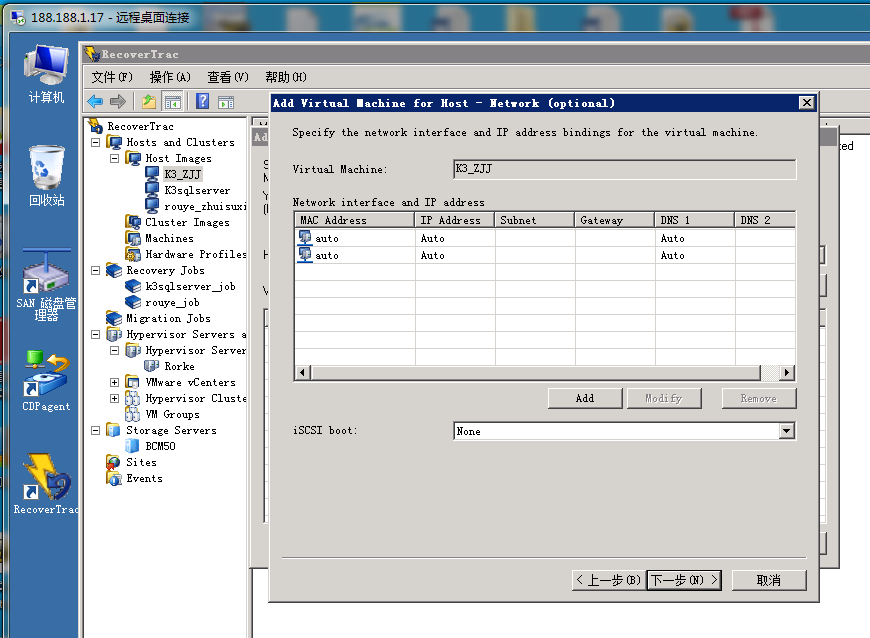 188.188.1.17 - 远程桌面连接
计算机
回收站
SAN 磁盘管
理器
CDPagent
RecoverTrac
RecoverTrac
文件(F) 操作(A) 查看(V) 帮助(H)
RecoverTrac
Hosts and Clusters
Host Images
K3_ZJJ
K3sqlserver
rouye_zhuisuxi
Cluster Images
Machines
Hardware Profiles
Recovery Jobs
k3sqlserver_job
rouye_job
Migration Jobs
Hypervisor Servers a
Hypervisor Server
Rorke
VMware vCenters
Hypervisor Cluste
VM Groups
Storage Servers
BCM50
Sites
Events
Ad
ed
Add Virtual Machine for Host - Network (optional)
Specify the network interface and IP address bindings for the virtual machine.
Virtual Machine: K3_ZJJ
Network interface and IP address
MAC Address IP Address Subnet Gateway DNS 1 DNS 2
auto Auto Auto
auto Auto Auto
Add Modify Remove
iSCSI boot: None
< 上一步(B) 下一步(N) > 取消